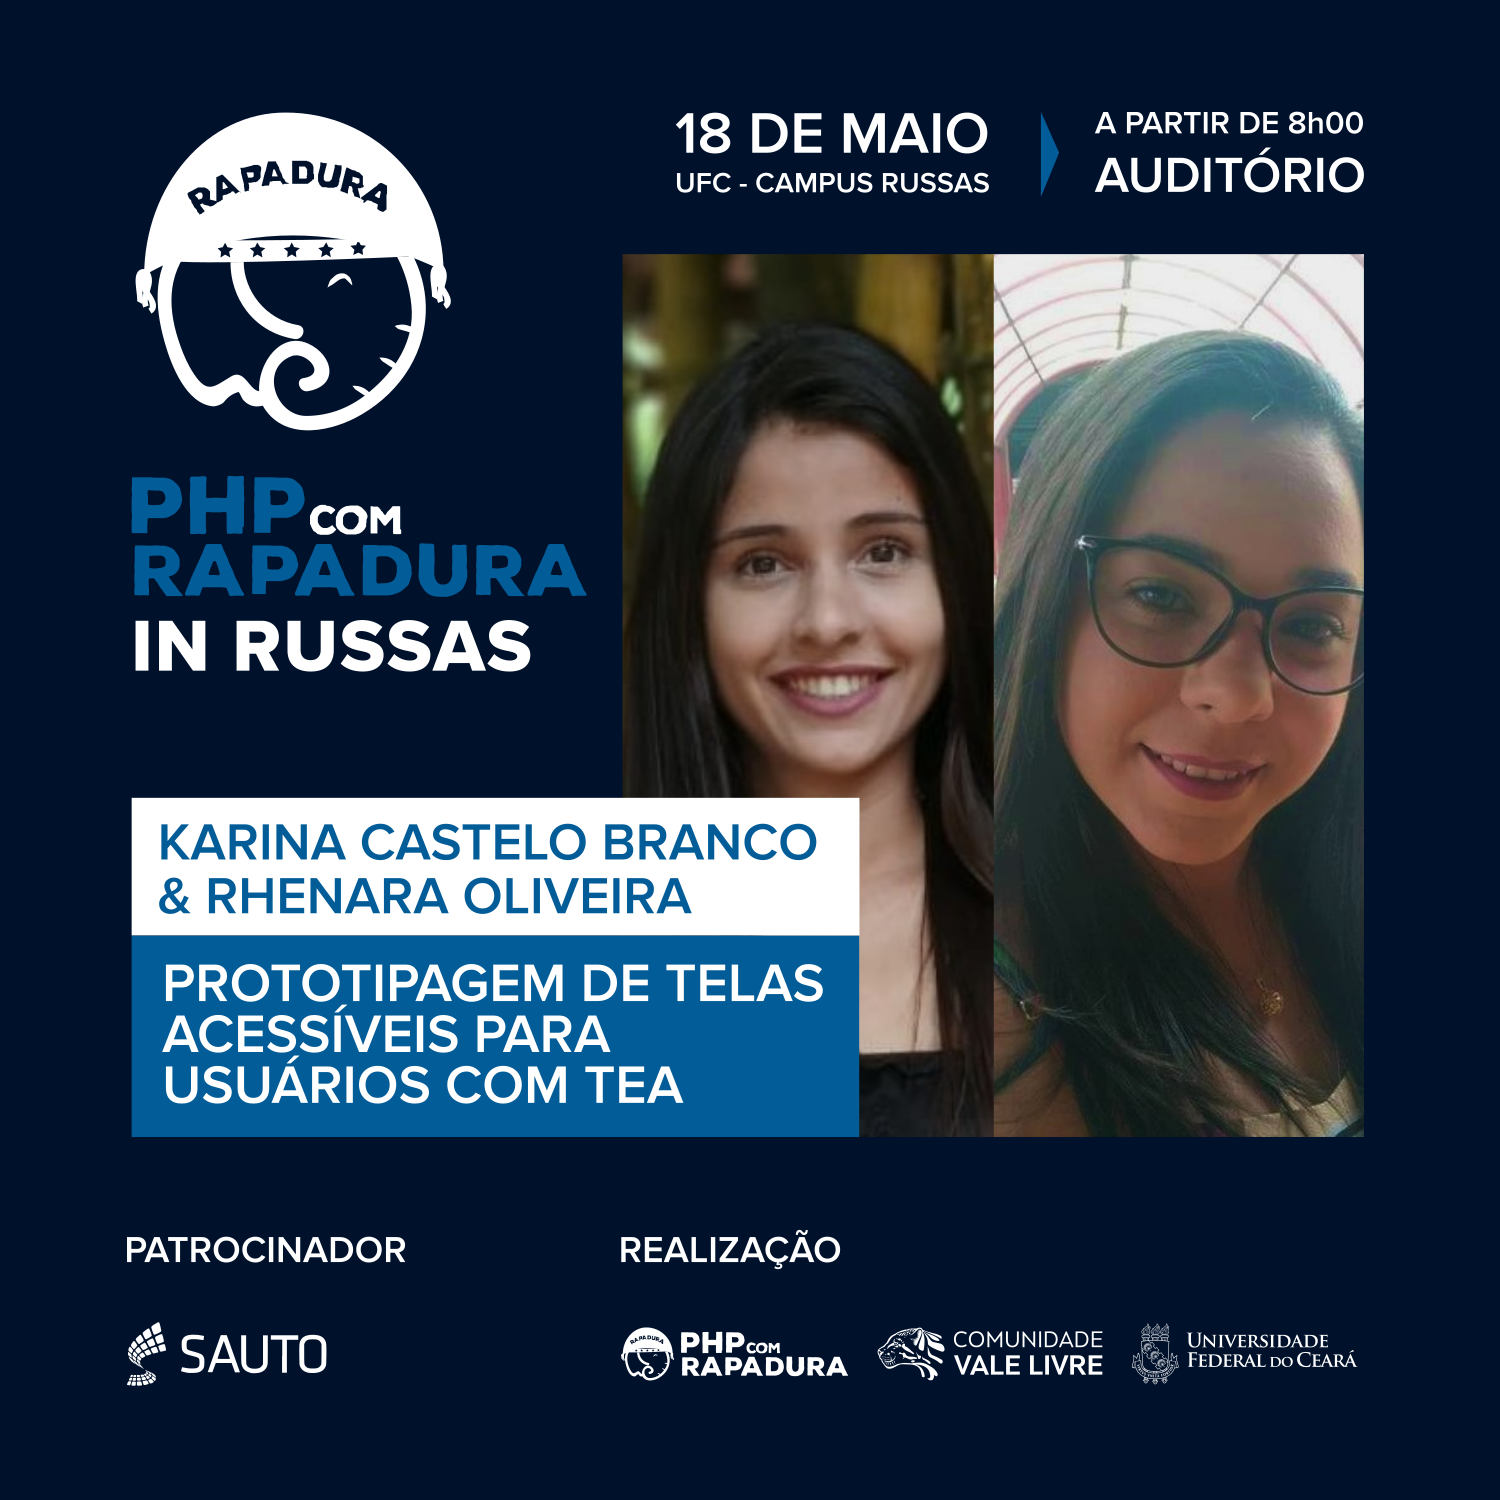 RAPADURA
PHP COM
RAPADURA
IN RUSSAS
18 DE MAIO
UFC - CAMPUS RUSSAS
A PARTIR DE 8h00
AUDITÓRIO
KARINA CASTELO BRANCO
& RHENARA OLIVEIRA
PROTOTIPAGEM DE TELAS
ACESSÍVEIS PARA
USUÁRIOS COM TEA
PATROCINADOR
SAUTO
REALIZAÇÃO
RAPADURA
PHP COM
RAPADURA
COMUNIDADE
VALE LIVRE
UNIVERSIDADE
FEDERAL DO CEARÁ